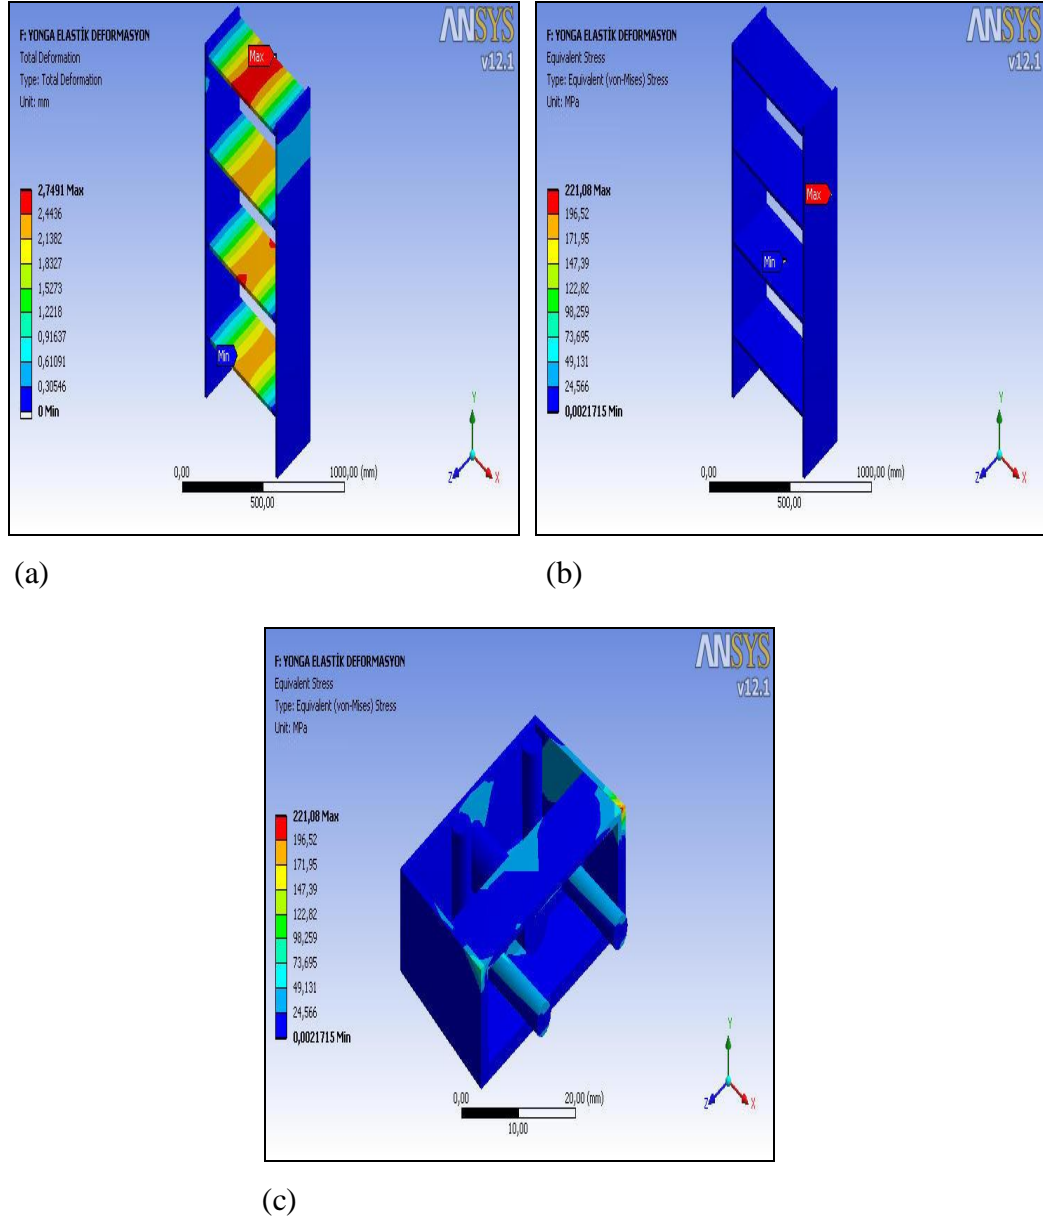 F: YONGA ELASTİK DEFORMASYON
Total Deformation
Type: Total Deformation
Unit: mm
ANSYS
v12.1
Max
2,7491 Max
2,4436
2,1382
1,8327
1,5273
1,2218
0,91637
0,61091
0,30546
0 Min
Min
Y
Z
X
0,00
1000,00 (mm)
500,00
F: YONGA ELASTİK DEFORMASYON
Equivalent Stress
Type: Equivalent (von-Mises) Stress
Unit: MPa
ANSYS
v12.1
221,08 Max
196,52
171,95
147,39
122,82
98,259
73,695
49,131
24,566
0,0021715 Min
Max
Min
Y
Z
X
0,00
1000,00 (mm)
500,00
(a)
(b)
F: YONGA ELASTİK DEFORMASYON
Equivalent Stress
Type: Equivalent (von-Mises) Stress
Unit: MPa
ANSYS
v12.1
221,08 Max
196,52
171,95
147,39
122,82
98,259
73,695
49,131
24,566
0,0021715 Min
Y
Z
X
0,00
20,00 (mm)
10,00
(c)